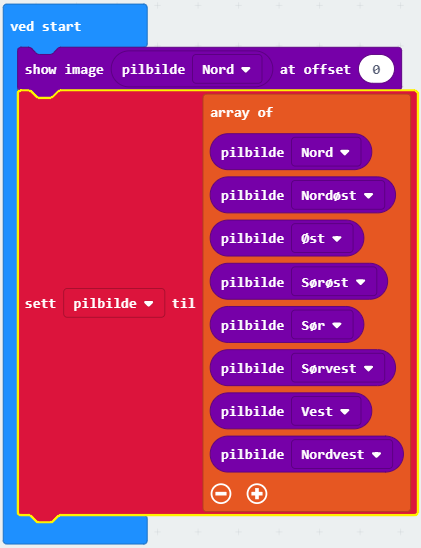 ved start
show image pilbilde Nord at offset 0
array of
pilbilde Nord
pilbilde Nordøst
pilbilde Øst
pilbilde Sørøst
sett pilbilde til
pilbilde Sør
pilbilde Sørvest
pilbilde Vest
pilbilde Nordvest